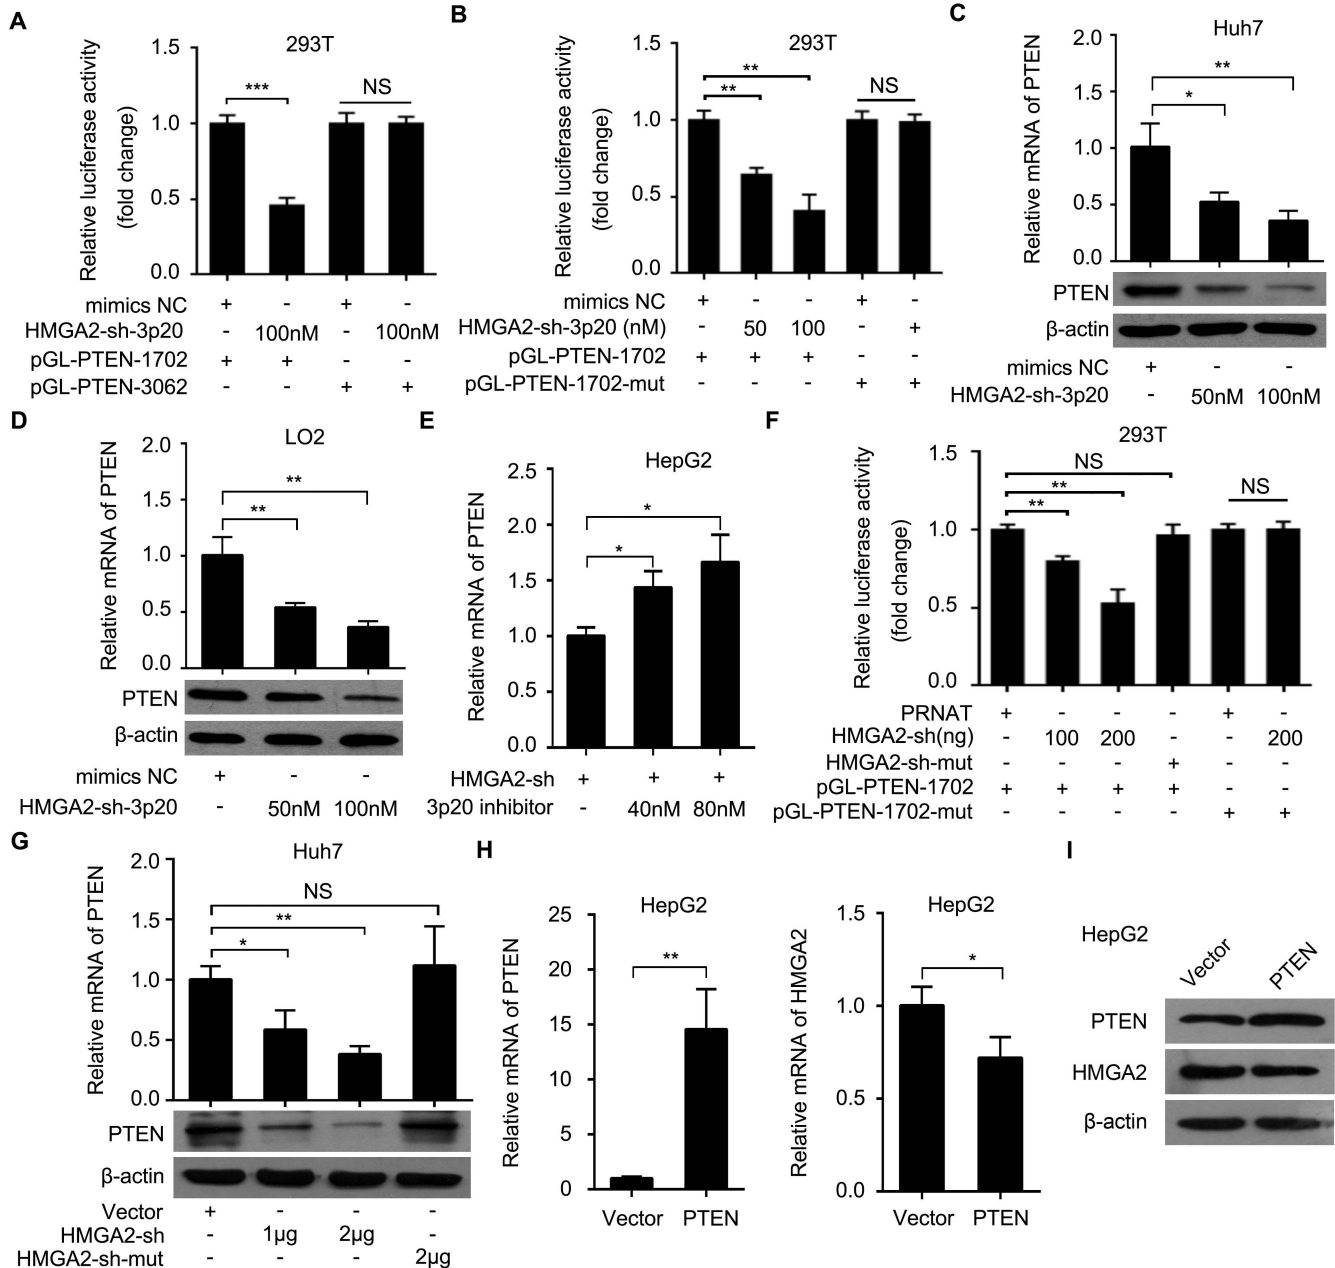 A
293T
Relative luciferase activity
(fold change)
1.5
1.0
0.5
0.0
***
NS
mimics NC + - + -
HMGA2-sh-3p20 - 100nM - 100nM
pGL-PTEN-1702 + + - -
pGL-PTEN-3062 - - + +
B
293T
Relative luciferase activity
(fold change)
1.5
1.0
0.5
0.0
**
**
NS
mimics NC + - - + -
HMGA2-sh-3p20 (nM) - 50 100 - +
pGL-PTEN-1702 + + + - -
pGL-PTEN-1702-mut - - - + +
C
Huh7
Relative mRNA of PTEN
2.0
1.5
1.0
0.5
0.0
**
*
PTEN
β-actin
mimics NC + - -
HMGA2-sh-3p20 - 50nM 100nM
D
LO2
Relative mRNA of PTEN
2.0
1.5
1.0
0.5
0.0
**
**
PTEN
β-actin
mimics NC + - -
HMGA2-sh-3p20 - 50nM 100nM
E
HepG2
Relative mRNA of PTEN
2.5
2.0
1.5
1.0
0.5
0.0
*
*
HMGA2-sh + + +
3p20 inhibitor - 40nM 80nM
F
293T
Relative luciferase activity
(fold change)
1.5
1.0
0.5
0.0
NS
**
**
NS
PRNAT + - - - + -
HMGA2-sh(ng) - 100 200 - - 200
HMGA2-sh-mut - - - + - -
pGL-PTEN-1702 + + + + - -
pGL-PTEN-1702-mut - - - - + +
G
Huh7
Relative mRNA of PTEN
2.0
1.5
1.0
0.5
0.0
NS
**
*
PTEN
β-actin
Vector + - - -
HMGA2-sh - 1μg 2μg -
HMGA2-sh-mut - - - 2μg
H
HepG2
Relative mRNA of PTEN
25
20
15
10
5
0
**
Vector PTEN
HepG2
Relative mRNA of HMGA2
1.5
1.0
0.5
0.0
*
Vector PTEN
I
HepG2
Vector PTEN
PTEN
HMGA2
β-actin